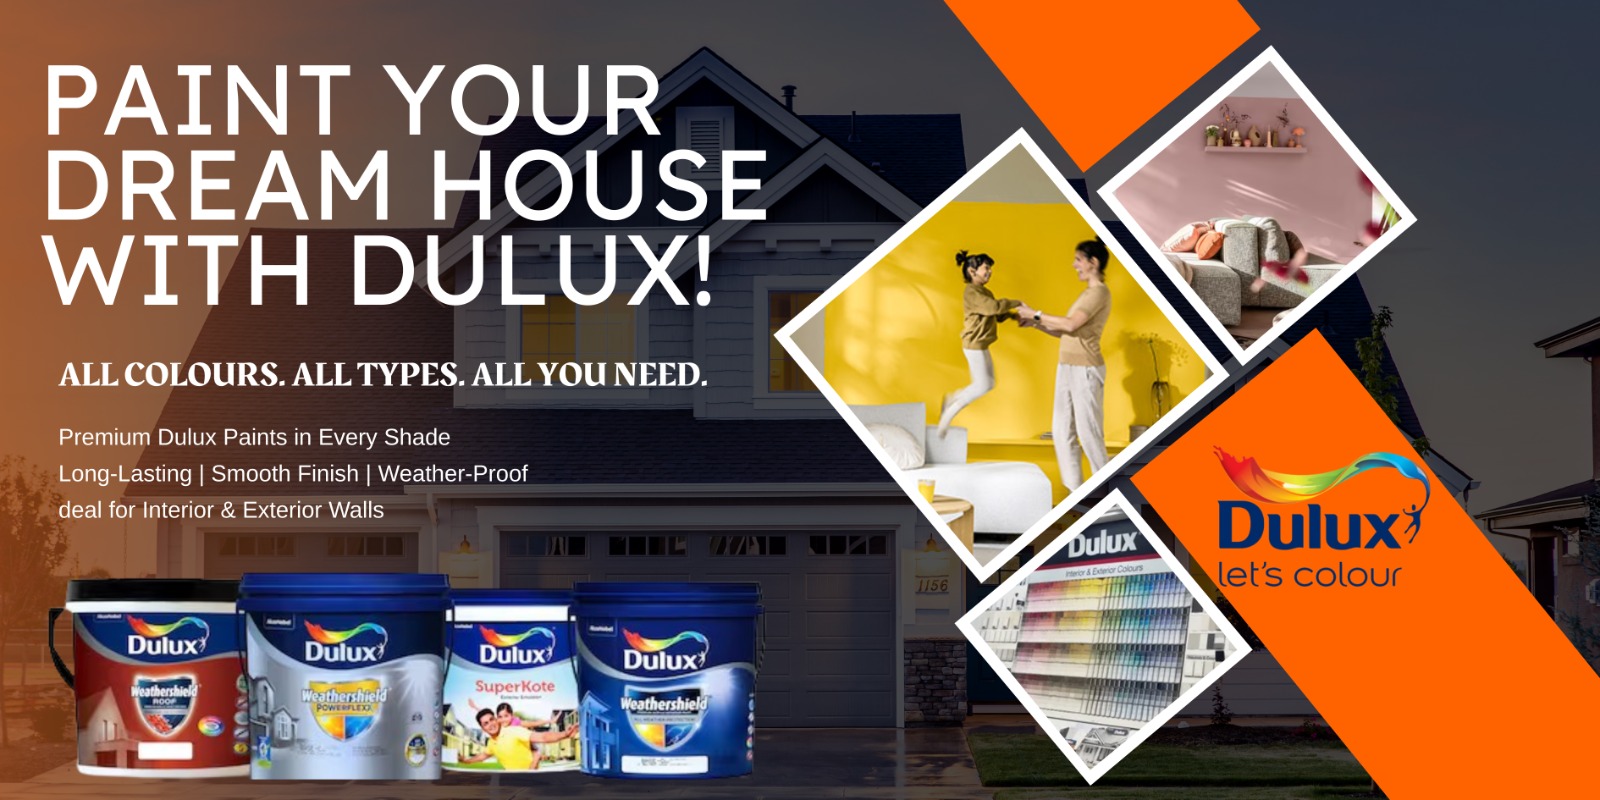 PAINT YOUR
DREAM HOUSE
WITH DULUX!
ALL COLOURS. ALL TYPES. ALL YOU NEED.
Premium Dulux Paints in Every Shade
Long-Lasting | Smooth Finish | Weather-Proof
deal for Interior & Exterior Walls
Dulux
Weathershield
ROOF
Dulux
Weathershield
POWERFLEXX
Dulux
SuperKote
Exterior Emulsion
Dulux
Weathershield
1156
Dulux
Interior & Exterior Colours
Dulux
let's colour